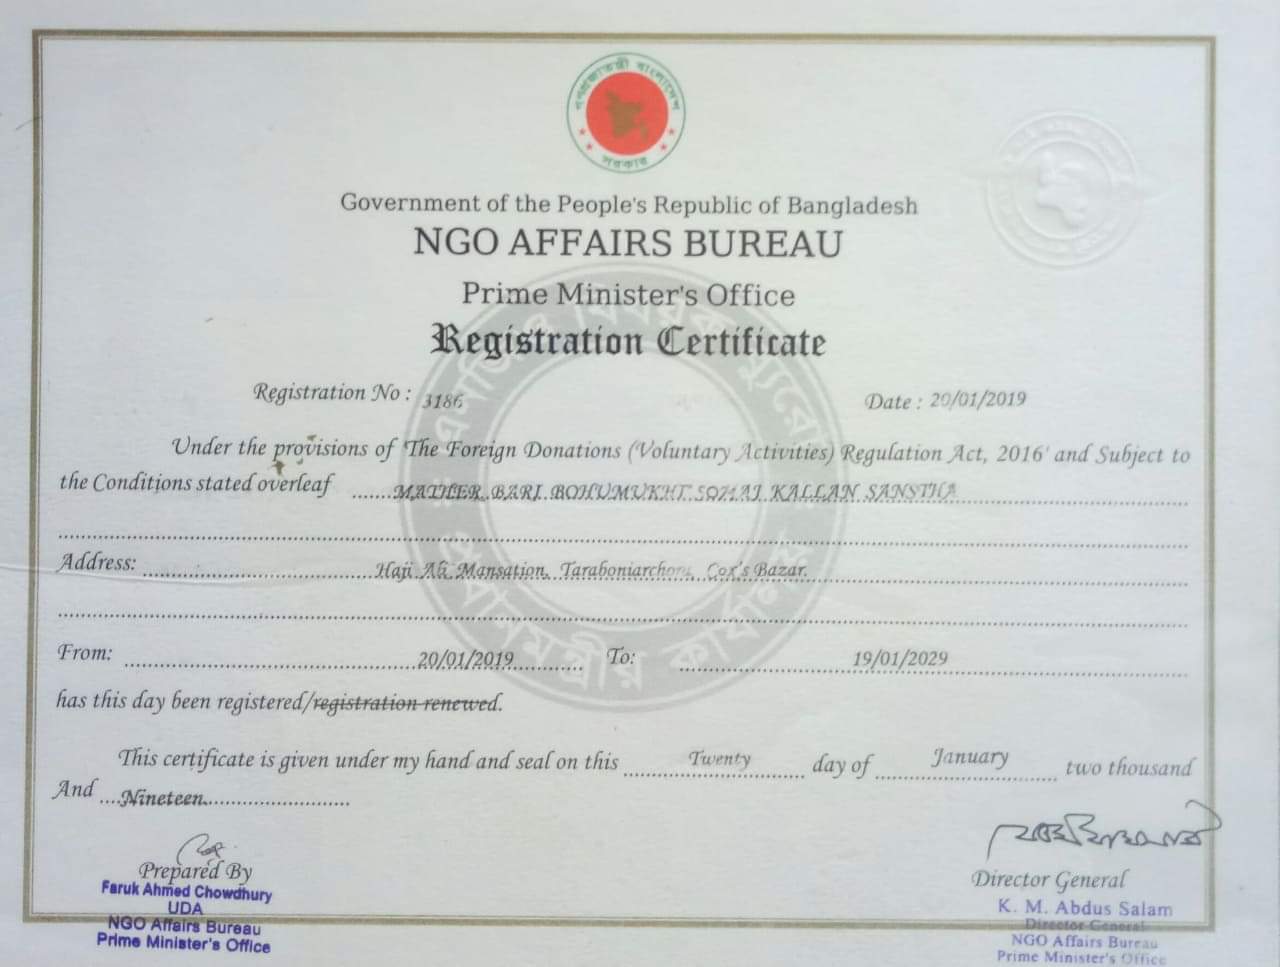 গণপ্রজাতন্ত্রী বাংলাদেশ
সরকার
Government of the People's Republic of Bangladesh
NGO AFFAIRS BUREAU
Prime Minister's Office
Registration Certificate
Registration No : 3186 Date : 20/01/2019
Under the provisions of 'The Foreign Donations (Voluntary Activities) Regulation Act, 2016' and Subject to
the Conditions stated overleaf MATHER BARI BOHUMUKHI SOMAJ KALLAN SANSTHA
Address: Haji Ali Mansation, Taraboniarchora, Cox's Bazar.
From: 20/01/2019 To: 19/01/2029
has this day been registered/registration renewed.
This certificate is given under my hand and seal on this Twenty day of January two thousand
And Nineteen
Prepared By
Faruk Ahmed Chowdhury
UDA
NGO Affairs Bureau
Prime Minister's Office
Director General
K. M. Abdus Salam
Director General
NGO Affairs Bureau
Prime Minister's Office
এনজিও বিষয়ক ব্যুরো
প্রধানমন্ত্রীর কার্যালয়